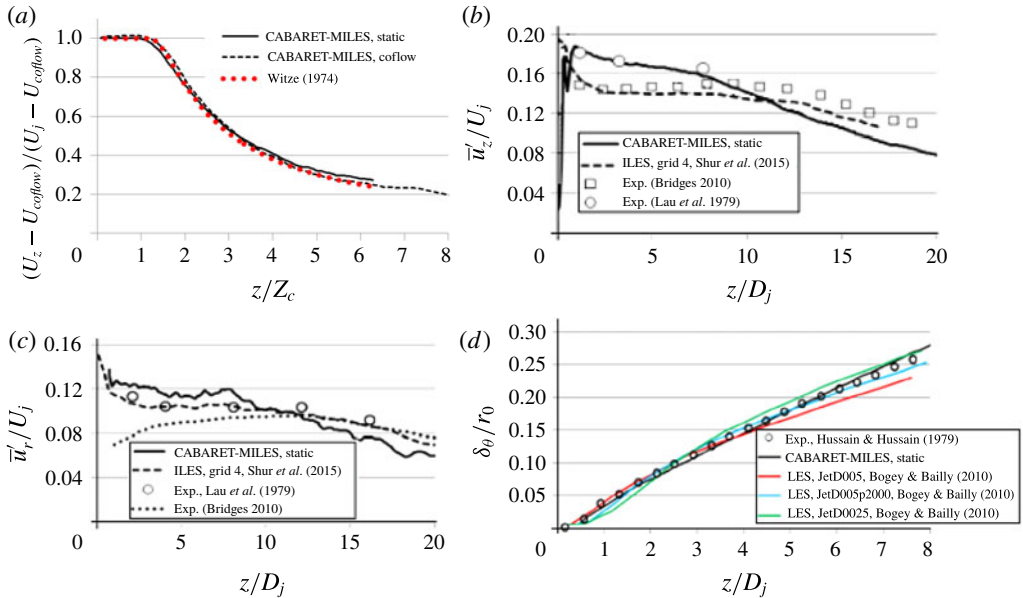 (a)
(U_z − U_coflow)/(U_j − U_coflow)
1.0
0.8
0.6
0.4
0.2
0
1
2
3
4
5
6
7
8
z/Z_c
CABARET-MILES, static
CABARET-MILES, coflow
Witze (1974)
(b)
ū′_z/U_j
0.20
0.16
0.12
0.08
0.04
0
5
10
15
20
z/D_j
CABARET-MILES, static
ILES, grid 4, Shur et al. (2015)
Exp. (Bridges 2010)
Exp. (Lau et al. 1979)
(c)
ū′_r/U_j
0.16
0.12
0.08
0.04
0
5
10
15
20
z/D_j
CABARET-MILES, static
ILES, grid 4, Shur et al. (2015)
Exp., Lau et al. (1979)
Exp. (Bridges 2010)
(d)
δ_θ/r_0
0.30
0.25
0.20
0.15
0.10
0.05
0
1
2
3
4
5
6
7
8
z/D_j
Exp., Hussain & Hussain (1979)
CABARET-MILES, static
LES, JetD005, Bogey & Bailly (2010)
LES, JetD005p2000, Bogey & Bailly (2010)
LES, JetD0025, Bogey & Bailly (2010)